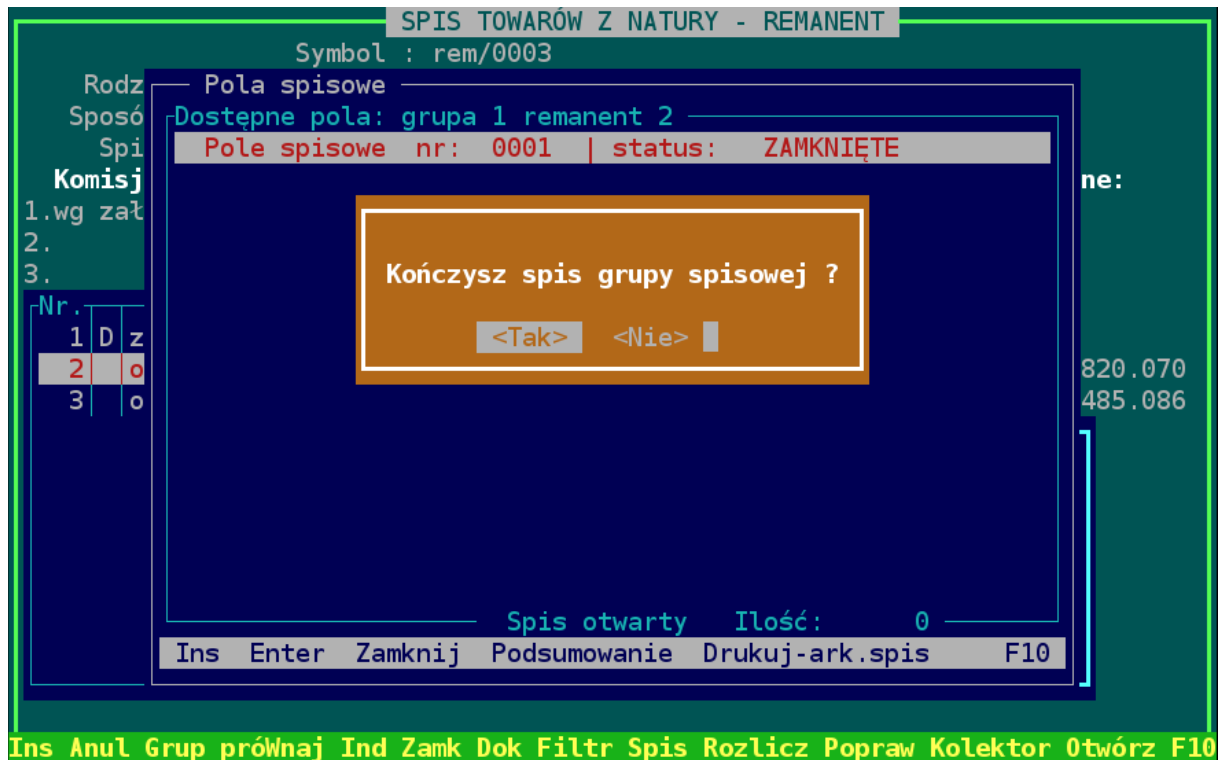 SPIS TOWARÓW Z NATURY - REMANENT
Symbol : rem/0003
Rodz
Pola spisowe
Sposó
Dostępne pola: grupa 1 remanent 2
Spi
Pole spisowe nr: 0001 | status: ZAMKNIĘTE
Komisj
ne:
1.wg zał
2.
3.
Kończysz spis grupy spisowej ?
<Tak> <Nie>
Nr.
1 D z
2 o
820.070
3 o
485.086
Spis otwarty Ilość: 0
Ins Enter Zamknij Podsumowanie Drukuj-ark.spis F10
Ins Anul Grup próWnaj Ind Zamk Dok Filtr Spis Rozlicz Popraw Kolektor Otwórz F10